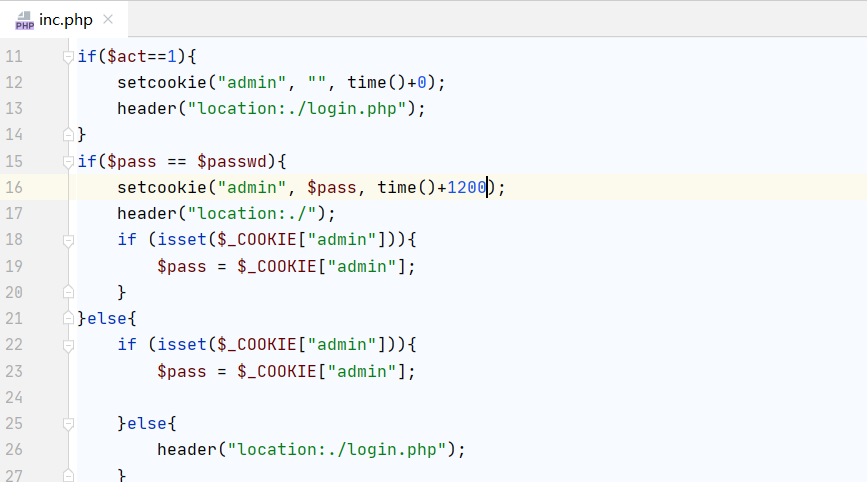 PHP inc.php ×
11 if($act==1){
12     setcookie("admin", "", time()+0);
13     header("location:./login.php");
14 }
15 if($pass == $passwd){
16     setcookie("admin", $pass, time()+1200);
17     header("location:./");
18     if (isset($_COOKIE["admin"])){
19         $pass = $_COOKIE["admin"];
20     }
21 }else{
22     if (isset($_COOKIE["admin"])){
23         $pass = $_COOKIE["admin"];
24
25     }else{
26         header("location:./login.php");
27     }